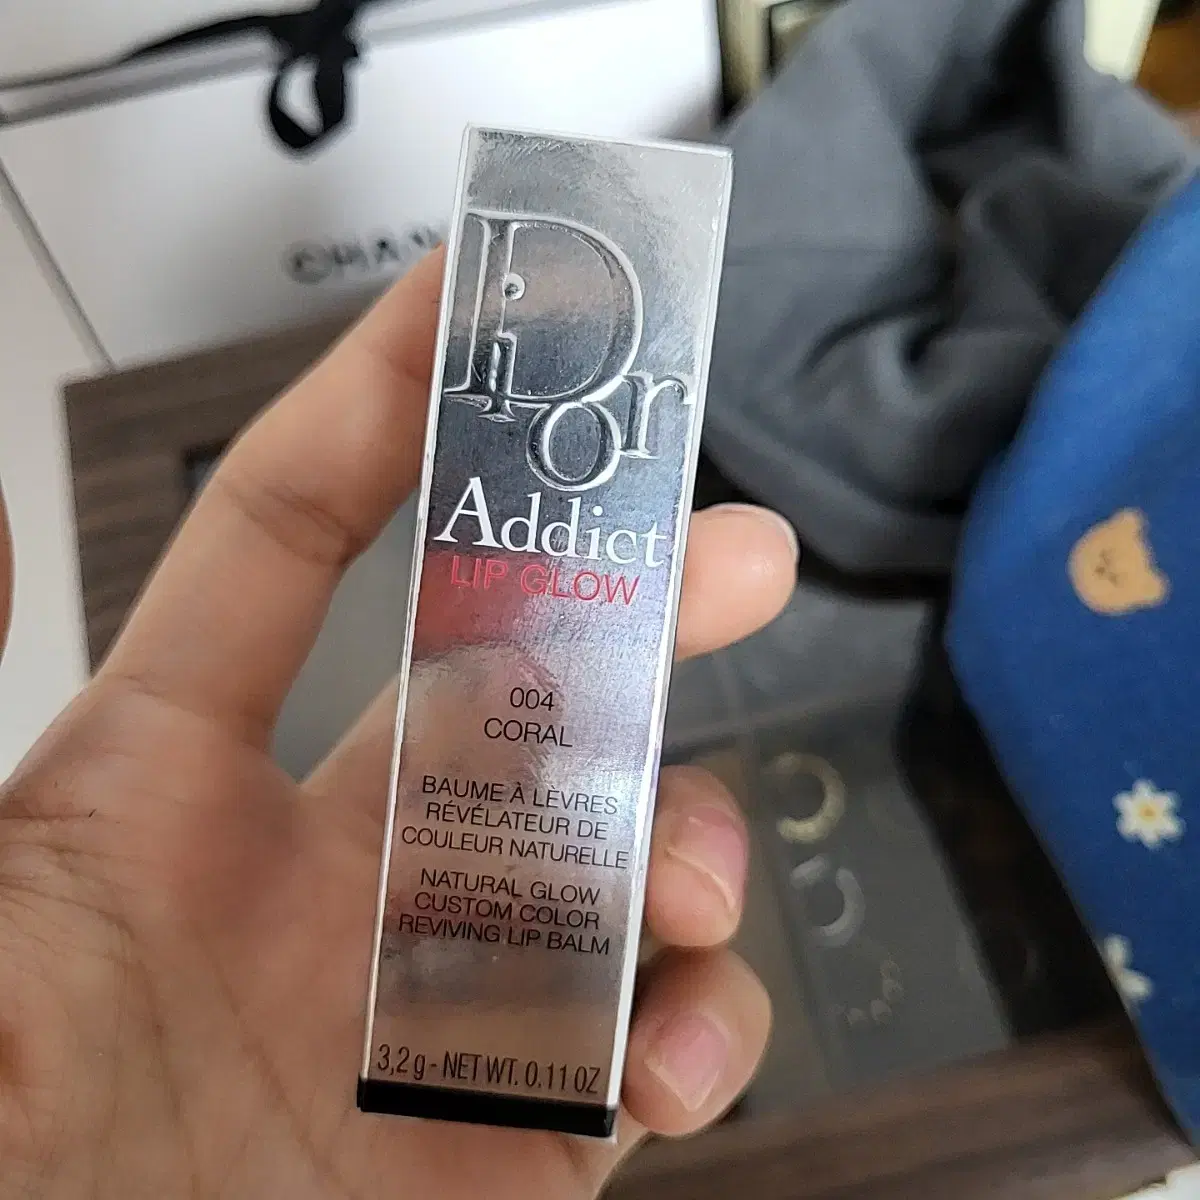 Dior
Addict
LIP GLOW
004
CORAL
BAUME À LÈVRES
RÉVÉLATEUR DE
COULEUR NATURELLE
NATURAL GLOW
CUSTOM COLOR
REVIVING LIP BALM
3,2 g - NET WT. 0.11 OZ